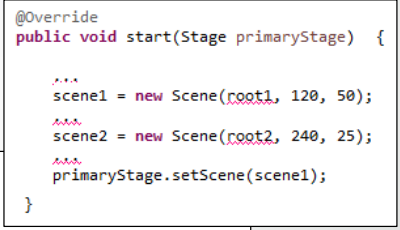 @Override
public void start(Stage primaryStage) {
...
scene1 = new Scene(root1, 120, 50);
...
scene2 = new Scene(root2, 240, 25);
...
primaryStage.setScene(scene1);
}